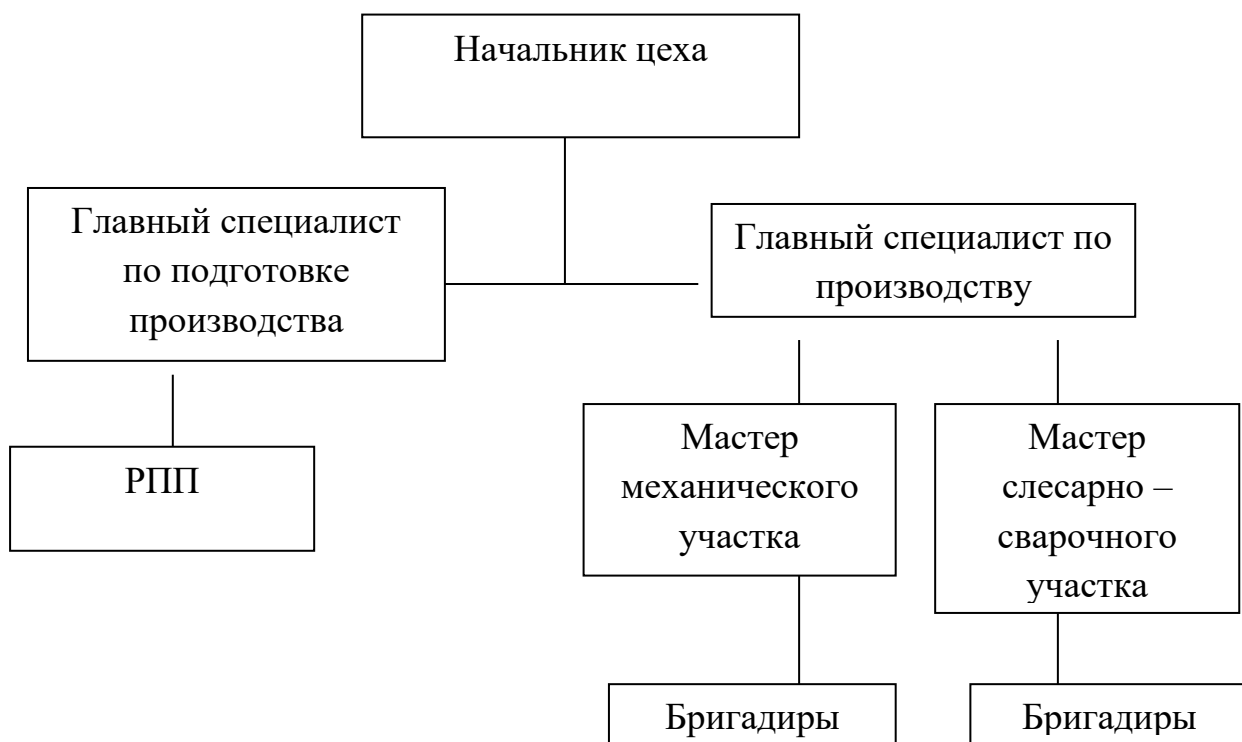 Начальник цеха
Главный специалист
по подготовке
производства
Главный специалист по
производству
РПП
Мастер
механического
участка
Мастер
слесарно –
сварочного
участка
Бригадиры
Бригадиры